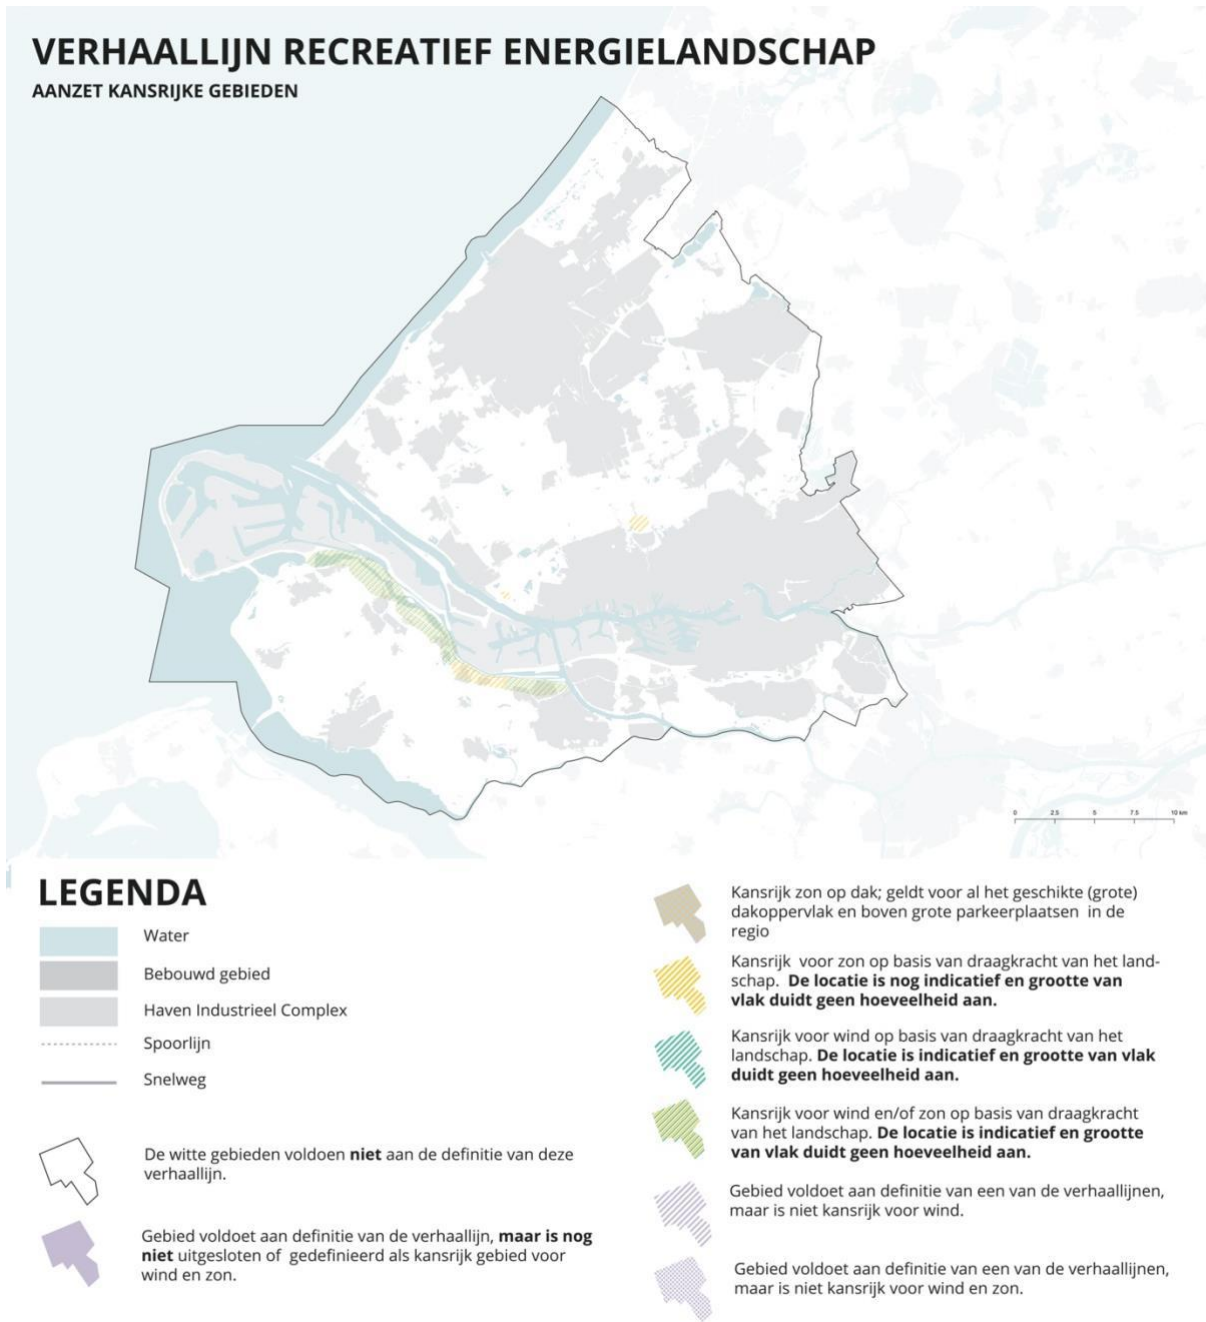 VERHAALLIJN RECREATIEF ENERGIELANDSCHAP
AANZET KANSRIJKE GEBIEDEN
0 2.5 5 7.5 10 km
LEGENDA
Water
Bebouwd gebied
Haven Industrieel Complex
Spoorlijn
Snelweg
De witte gebieden voldoen niet aan de definitie van deze
verhaallijn.
Gebied voldoet aan definitie van de verhaallijn, maar is nog
niet uitgesloten of gedefinieerd als kansrijk gebied voor
wind en zon.
Kansrijk zon op dak; geldt voor al het geschikte (grote)
dakoppervlak en boven grote parkeerplaatsen in de
regio
Kansrijk voor zon op basis van draagkracht van het land-
schap. De locatie is nog indicatief en grootte van
vlak duidt geen hoeveelheid aan.
Kansrijk voor wind op basis van draagkracht van het
landschap. De locatie is indicatief en grootte van vlak
duidt geen hoeveelheid aan.
Kansrijk voor wind en/of zon op basis van draagkracht
van het landschap. De locatie is indicatief en grootte
van vlak duidt geen hoeveelheid aan.
Gebied voldoet aan definitie van een van de verhaallijnen,
maar is niet kansrijk voor wind.
Gebied voldoet aan definitie van een van de verhaallijnen,
maar is niet kansrijk voor wind en zon.